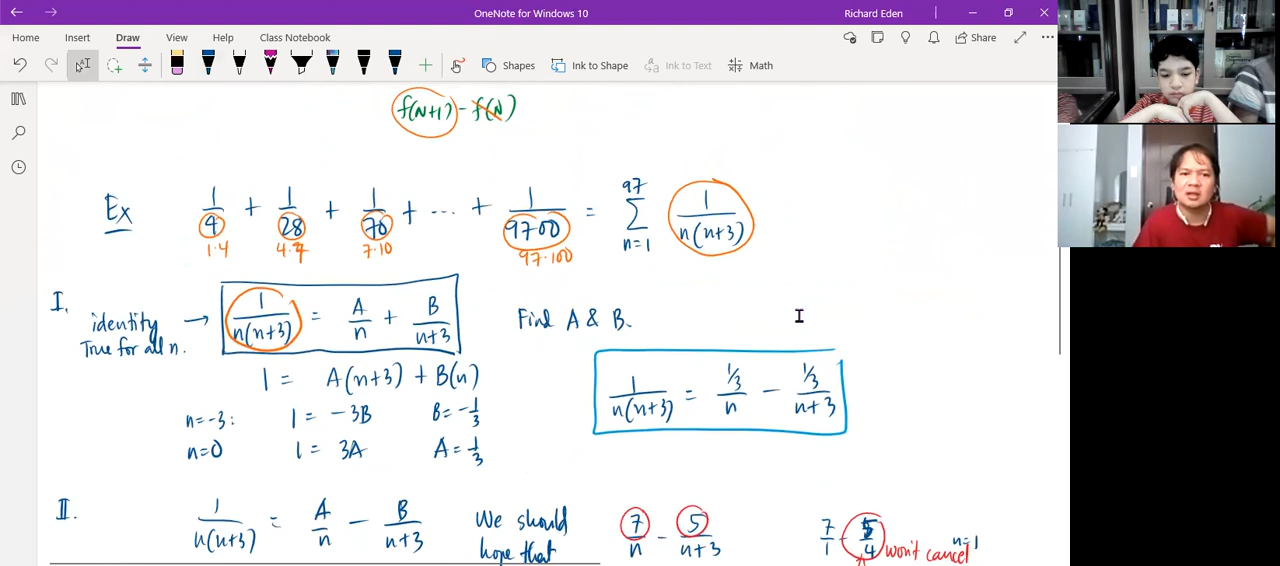 OneNote for Windows 10
Richard Eden
Home Insert Draw View Help Class Notebook Share
Shapes Ink to Shape Ink to Text Math
f(N+1) - f(N)
Ex 1/4 + 1/28 + 1/70 + ... + 1/9700 = 97 Σ n=1 1/n(n+3)
1·4 4·7 7·10 97·100
I. identity True for all n. → 1/n(n+3) = A/n + B/n+3 Find A & B.
1 = A(n+3) + B(n)
1/n(n+3) = 1/3/n - 1/3/n+3
n=-3: 1 = -3B B = -1/3
n=0 1 = 3A A = 1/3
II. 1/n(n+3) = A/n - B/n+3 We should hope that 7/n - 5/n+3 7/1 - 5/4 won't cancel n=1